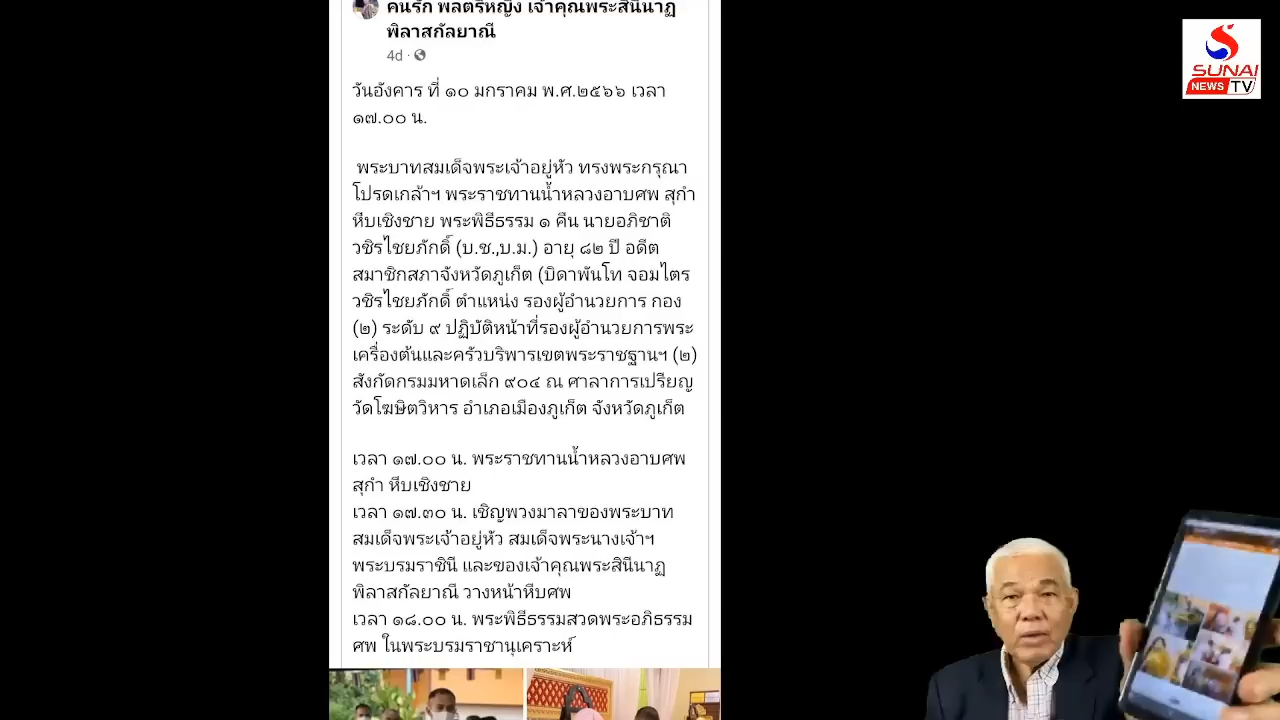 คนรัก พลตรีหญิง เจ้าคุณพระสินีนาฏ
พิลาสกัลยาณี
4d ·
วันอังคาร ที่ ๑๐ มกราคม พ.ศ.๒๕๖๖ เวลา
๑๗.๐๐ น.
พระบาทสมเด็จพระเจ้าอยู่หัว ทรงพระกรุณา
โปรดเกล้าฯ พระราชทานน้ำหลวงอาบศพ สุกำ
หีบเชิงชาย พระพิธีธรรม ๑ คืน นายอภิชาติ
วชิรไชยภักดิ์ (บ.ช.,บ.ม.) อายุ ๘๒ ปี อดีต
สมาชิกสภาจังหวัดภูเก็ต (บิดาพันโท จอมไตร
วชิรไชยภักดิ์ ตำแหน่ง รองผู้อำนวยการ กอง
(๒) ระดับ ๙ ปฏิบัติหน้าที่รองผู้อำนวยการพระ
เครื่องต้นและครัวบริพารเขตพระราชฐานฯ (๒)
สังกัดกรมมหาดเล็ก ๙๐๔ ณ ศาลาการเปรียญ
วัดโฆษิตวิหาร อำเภอเมืองภูเก็ต จังหวัดภูเก็ต
เวลา ๑๗.๐๐ น. พระราชทานน้ำหลวงอาบศพ
สุกำ หีบเชิงชาย
เวลา ๑๗.๓๐ น. เชิญพวงมาลาของพระบาท
สมเด็จพระเจ้าอยู่หัว สมเด็จพระนางเจ้าฯ
พระบรมราชินี และของเจ้าคุณพระสินีนาฏ
พิลาสกัลยาณี วางหน้าหีบศพ
เวลา ๑๘.๐๐ น. พระพิธีธรรมสวดพระอภิธรรม
ศพ ในพระบรมราชานุเคราะห์
SUNAI
NEWS TV